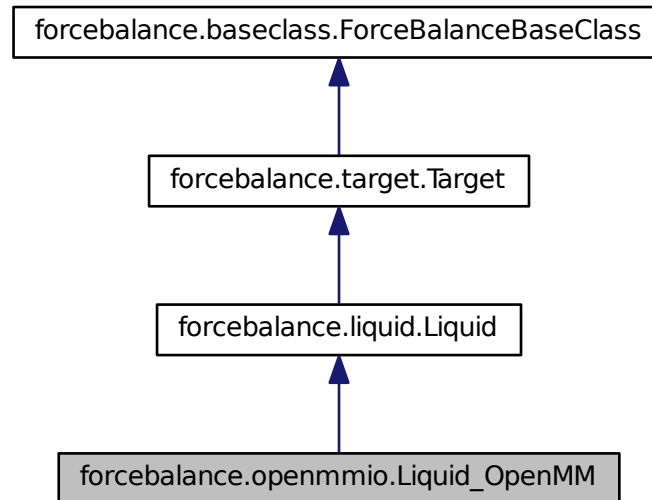 forcebalance.baseclass.ForceBalanceBaseClass
forcebalance.target.Target
forcebalance.liquid.Liquid
forcebalance.openmmio.Liquid_OpenMM